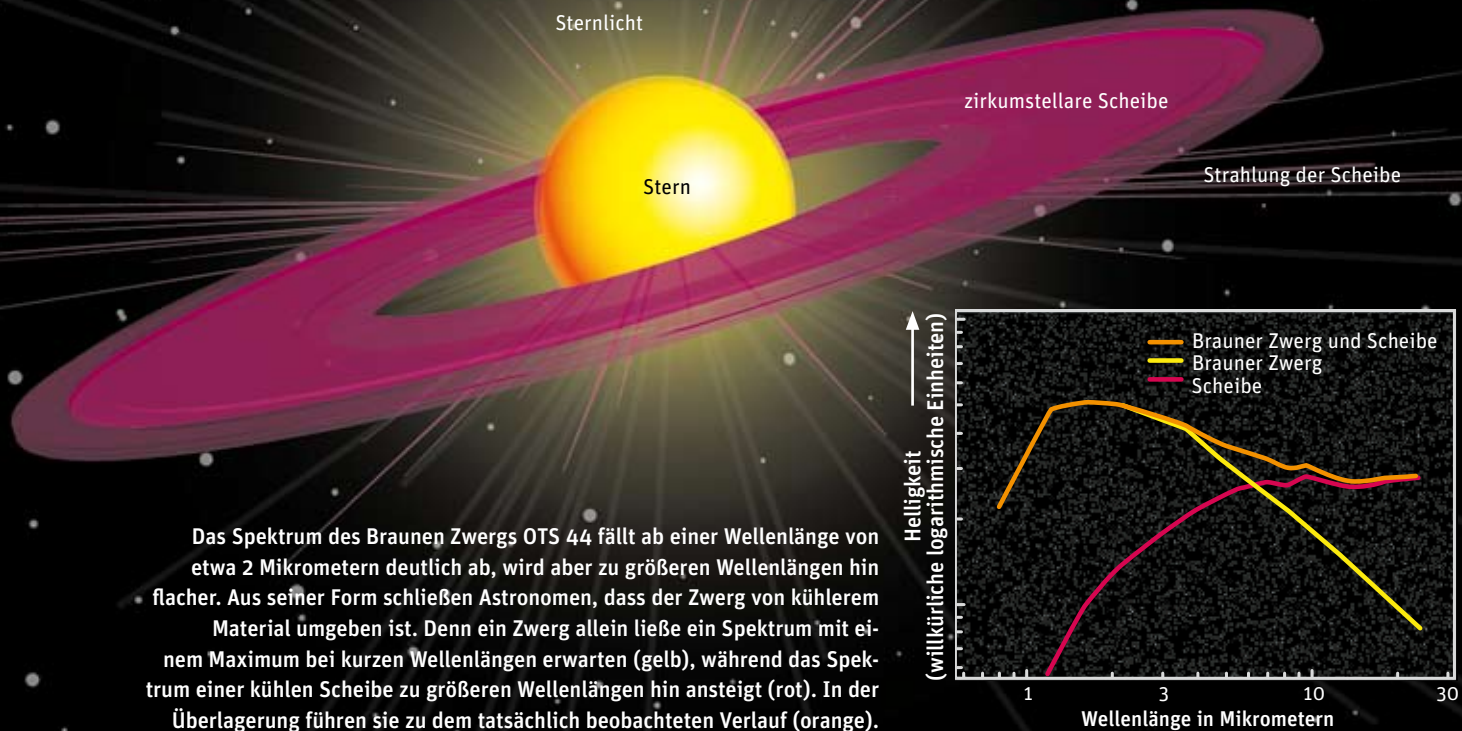 Sternlicht
zirkumstellare Scheibe
Strahlung der Scheibe
Stern
Das Spektrum des Braunen Zwergs OTS 44 fällt ab einer Wellenlänge von
etwa 2 Mikrometern deutlich ab, wird aber zu größeren Wellenlängen hin
flacher. Aus seiner Form schließen Astronomen, dass der Zwerg von kühlerem
Material umgeben ist. Denn ein Zwerg allein ließe ein Spektrum mit ei-
nem Maximum bei kurzen Wellenlängen erwarten (gelb), während das Spek-
trum einer kühlen Scheibe zu größeren Wellenlängen hin ansteigt (rot). In der
Überlagerung führen sie zu dem tatsächlich beobachteten Verlauf (orange).
Helligkeit
(willkürliche logarithmische Einheiten)
Brauner Zwerg und Scheibe
Brauner Zwerg
Scheibe
1 3 10 30
Wellenlänge in Mikrometern